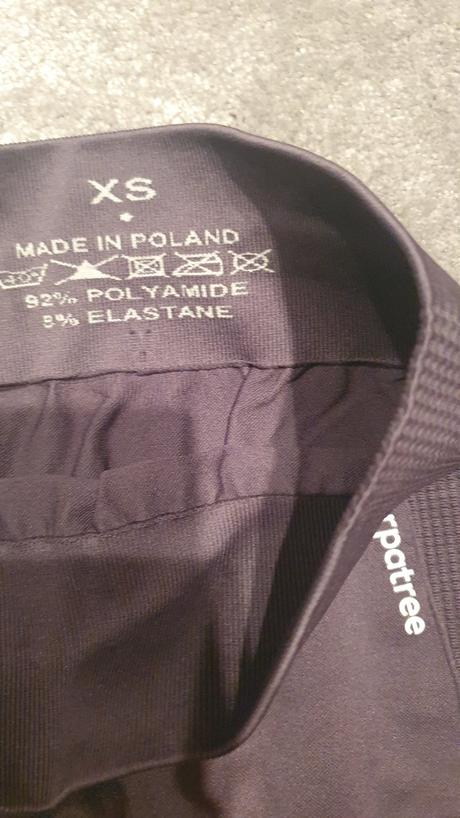 XS
MADE IN POLAND
92% POLYAMIDE
8% ELASTANE
rpatree